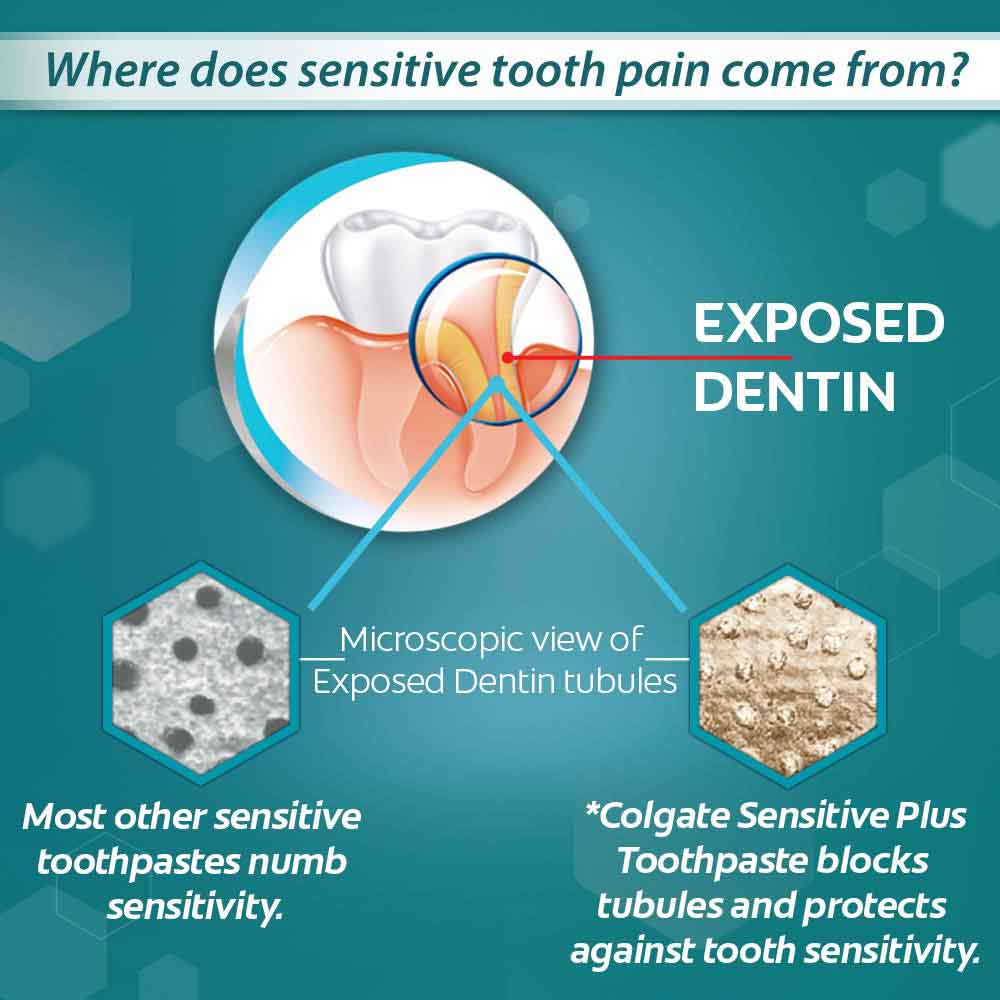 Where does sensitive tooth pain come from?
EXPOSED
DENTIN
Microscopic view of
Exposed Dentin tubules
Most other sensitive
toothpastes numb
sensitivity.
*Colgate Sensitive Plus
Toothpaste blocks
tubules and protects
against tooth sensitivity.